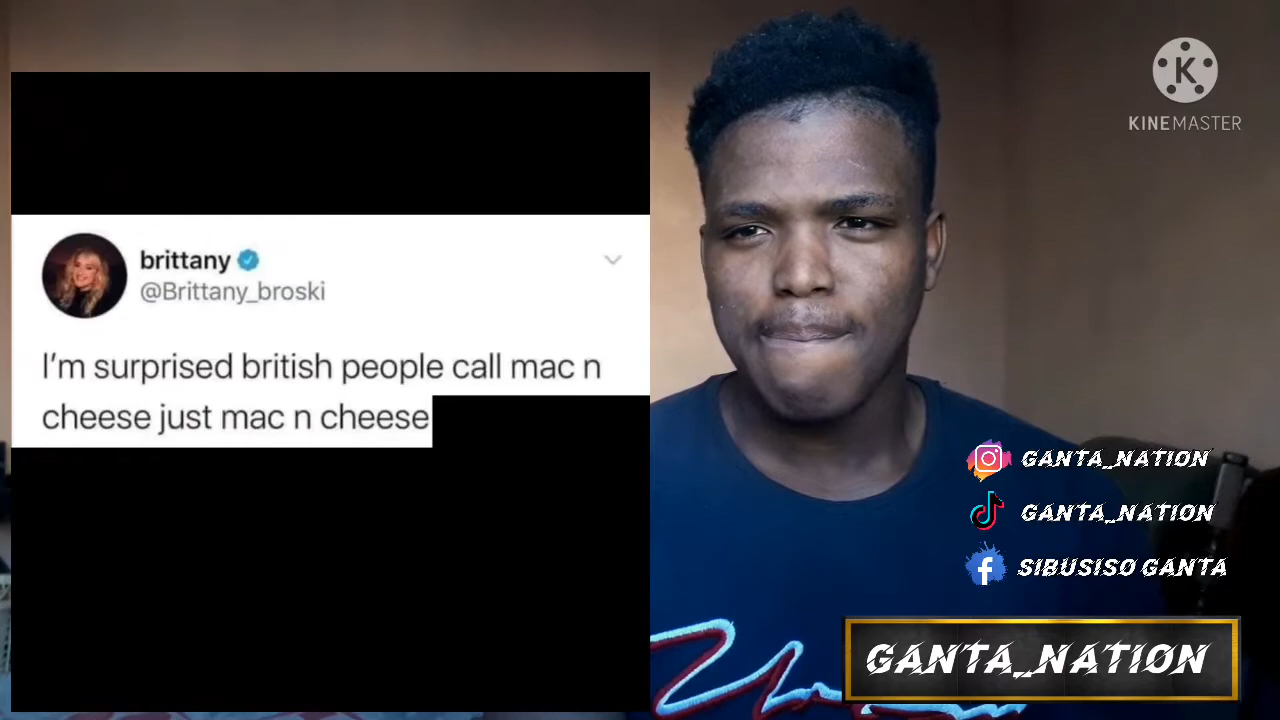 brittany
@Brittany_broski
I'm surprised british people call mac n
cheese just mac n cheese
K
KINEMASTER
GANTA_NATION
GANTA_NATION
SIBUSISO GANTA
GANTA_NATION